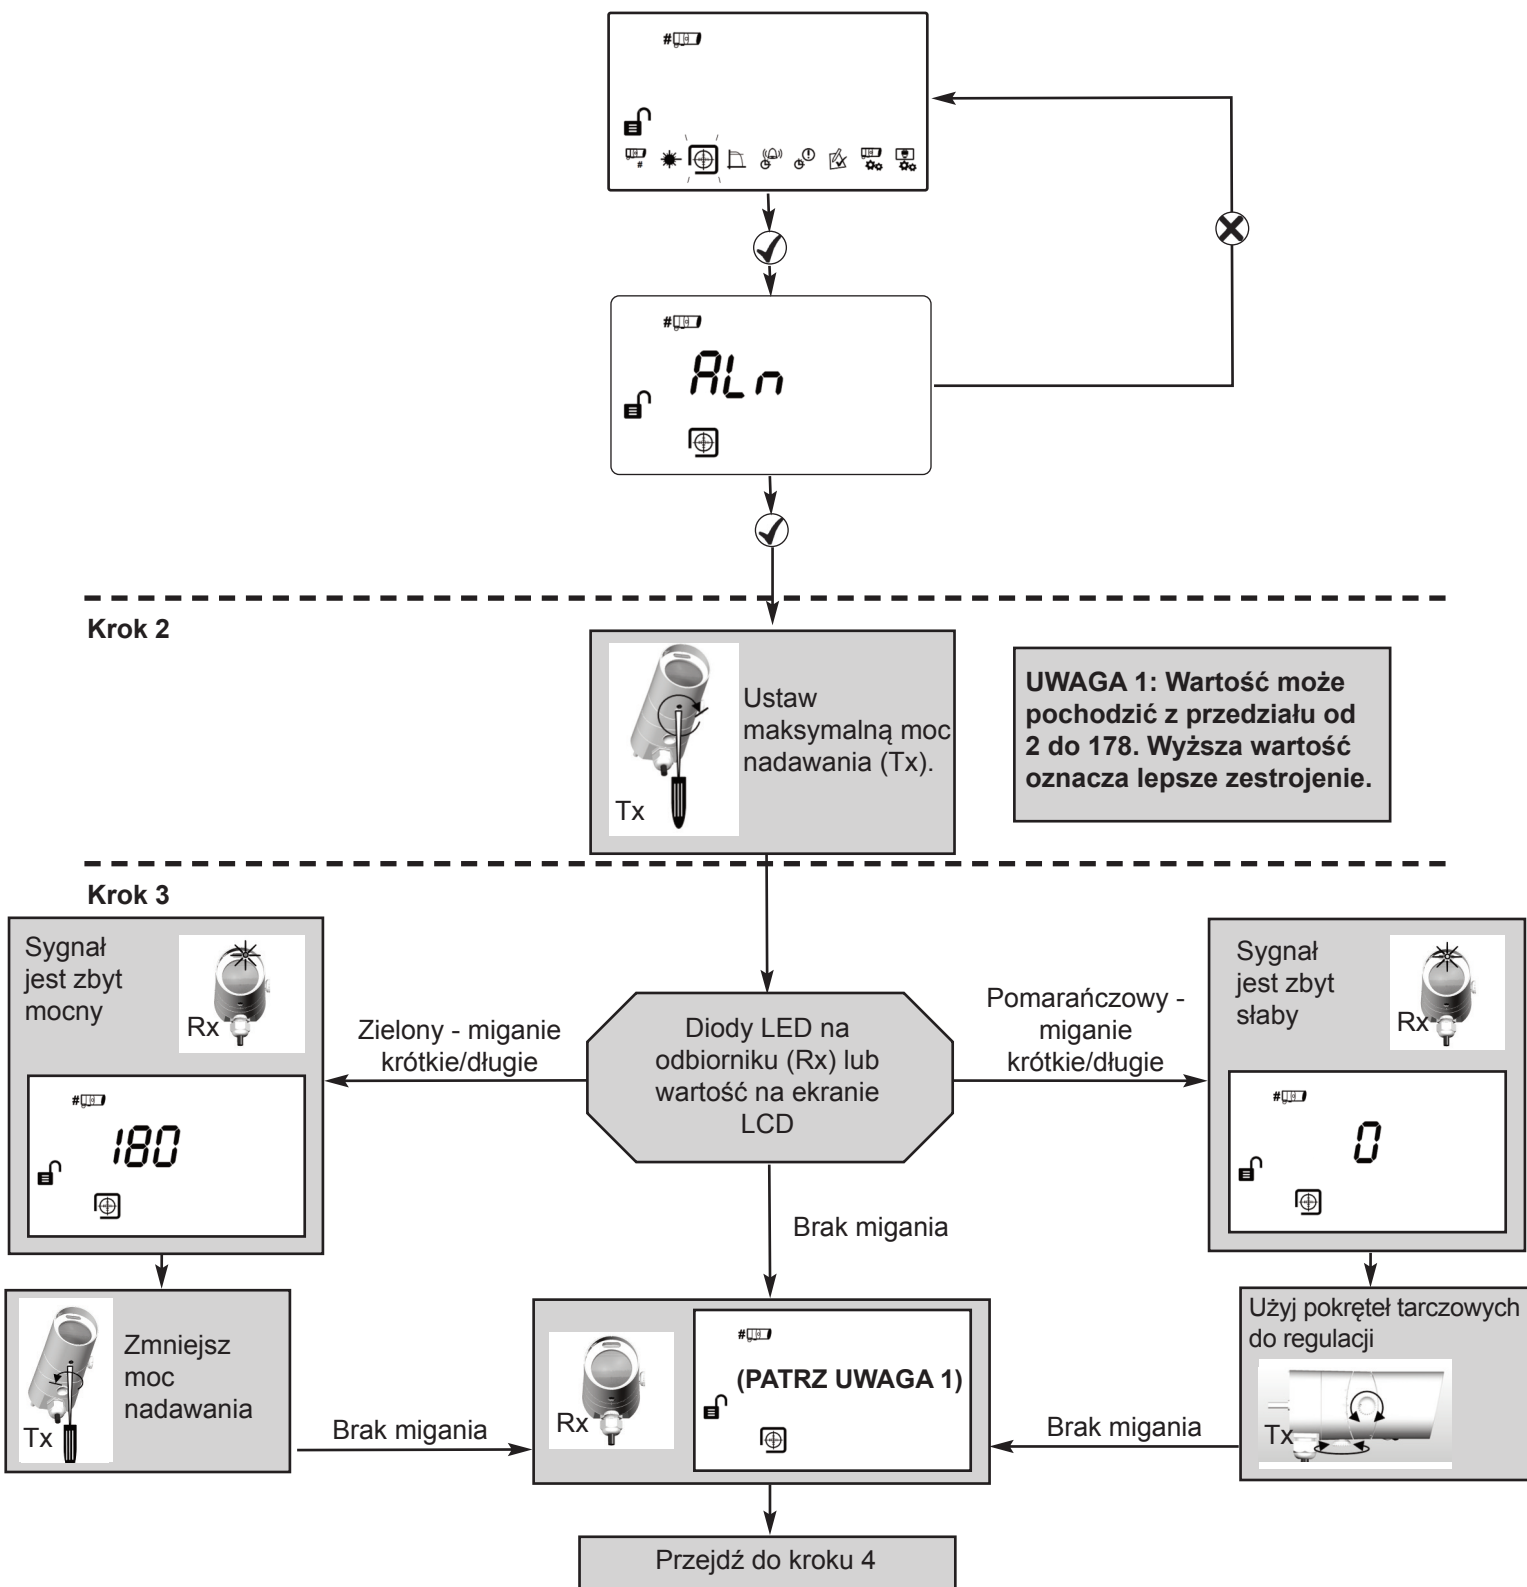 #
#
#
ALn
Krok 2
Ustaw
maksymalną moc
nadawania (Tx).
Tx
UWAGA 1: Wartość może
pochodzić z przedziału od
2 do 178. Wyższa wartość
oznacza lepsze zestrojenie.
Krok 3
Sygnał
jest zbyt
mocny
Rx
#
180
Zielony - miganie
krótkie/długie
Diody LED na
odbiorniku (Rx) lub
wartość na ekranie
LCD
Pomarańczowy -
miganie
krótkie/długie
Sygnał
jest zbyt
słaby
Rx
#
0
Brak migania
Zmniejsz
moc
nadawania
Tx
Brak migania
Rx
#
(PATRZ UWAGA 1)
Brak migania
Użyj pokręteł tarczowych
do regulacji
Tx
Przejdź do kroku 4